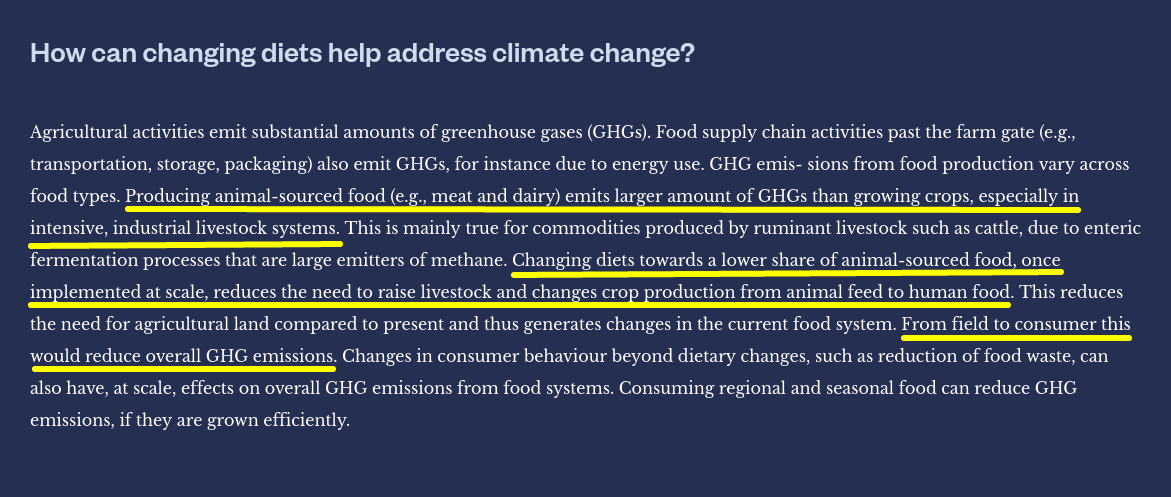 How can changing diets help address climate change?
Agricultural activities emit substantial amounts of greenhouse gases (GHGs). Food supply chain activities past the farm gate (e.g.,
transportation, storage, packaging) also emit GHGs, for instance due to energy use. GHG emis- sions from food production vary across
food types. Producing animal-sourced food (e.g., meat and dairy) emits larger amount of GHGs than growing crops, especially in
intensive, industrial livestock systems. This is mainly true for commodities produced by ruminant livestock such as cattle, due to enteric
fermentation processes that are large emitters of methane. Changing diets towards a lower share of animal-sourced food, once
implemented at scale, reduces the need to raise livestock and changes crop production from animal feed to human food. This reduces
the need for agricultural land compared to present and thus generates changes in the current food system. From field to consumer this
would reduce overall GHG emissions. Changes in consumer behaviour beyond dietary changes, such as reduction of food waste, can
also have, at scale, effects on overall GHG emissions from food systems. Consuming regional and seasonal food can reduce GHG
emissions, if they are grown efficiently.